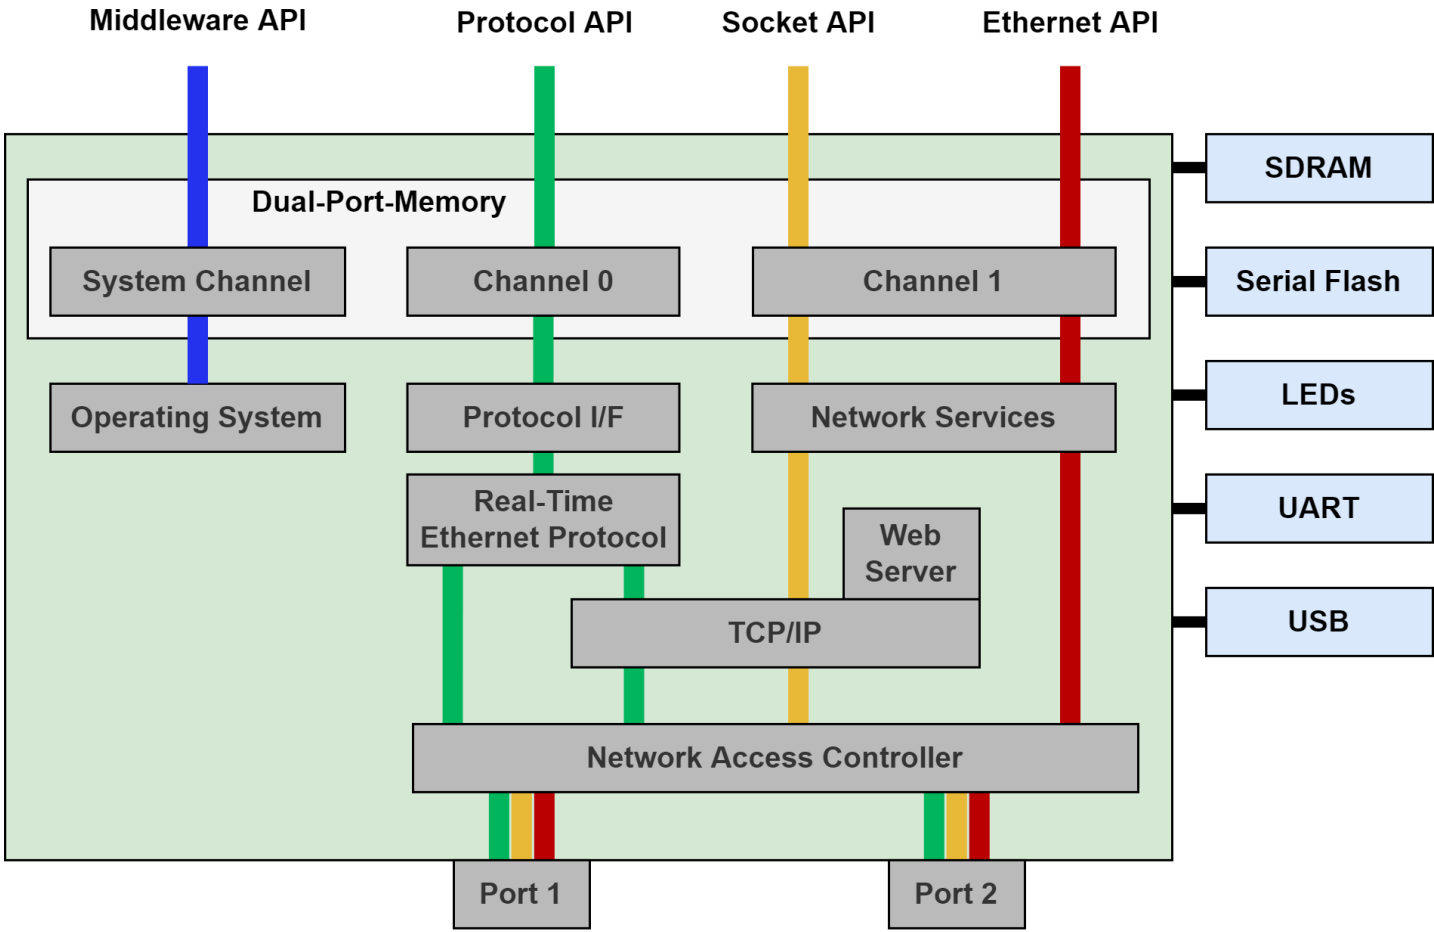 Middleware API
Protocol API
Socket API
Ethernet API
Dual-Port-Memory
System Channel
Channel 0
Channel 1
Operating System
Protocol I/F
Network Services
Real-Time
Ethernet Protocol
Web
Server
TCP/IP
Network Access Controller
Port 1
Port 2
SDRAM
Serial Flash
LEDs
UART
USB